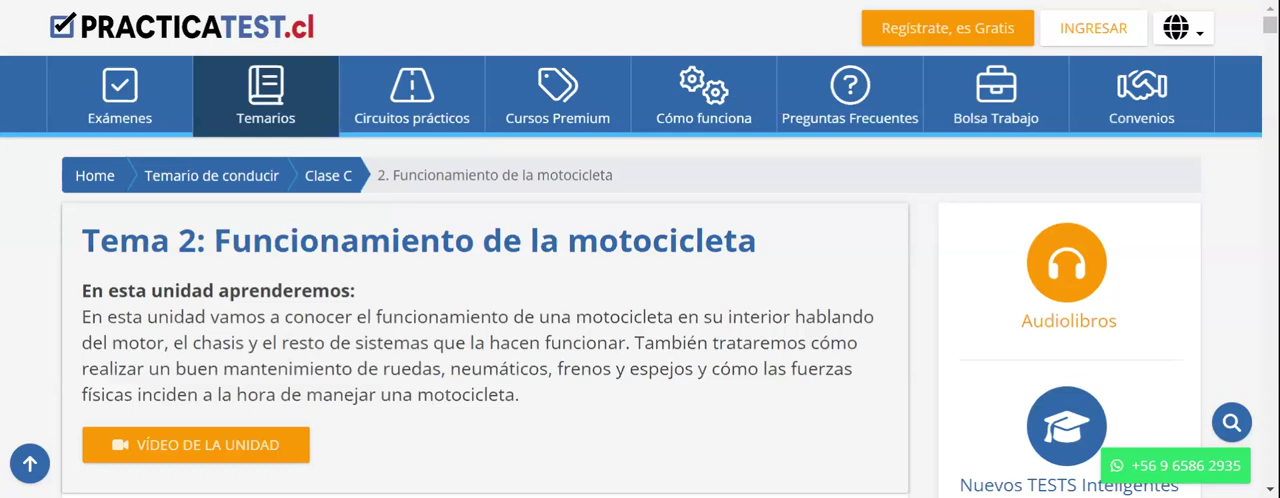 PRACTICATEST.cl
Regístrate, es Gratis
INGRESAR
Exámenes
Temarios
Circuitos prácticos
Cursos Premium
Cómo funciona
Preguntas Frecuentes
Bolsa Trabajo
Convenios
Home
Temario de conducir
Clase C
2. Funcionamiento de la motocicleta
Tema 2: Funcionamiento de la motocicleta
En esta unidad aprenderemos:
En esta unidad vamos a conocer el funcionamiento de una motocicleta en su interior hablando
del motor, el chasis y el resto de sistemas que la hacen funcionar. También trataremos cómo
realizar un buen mantenimiento de ruedas, neumáticos, frenos y espejos y cómo las fuerzas
físicas inciden a la hora de manejar una motocicleta.
VÍDEO DE LA UNIDAD
Audiolibros
Nuevos TESTS Inteligentes
+56 9 6586 2935